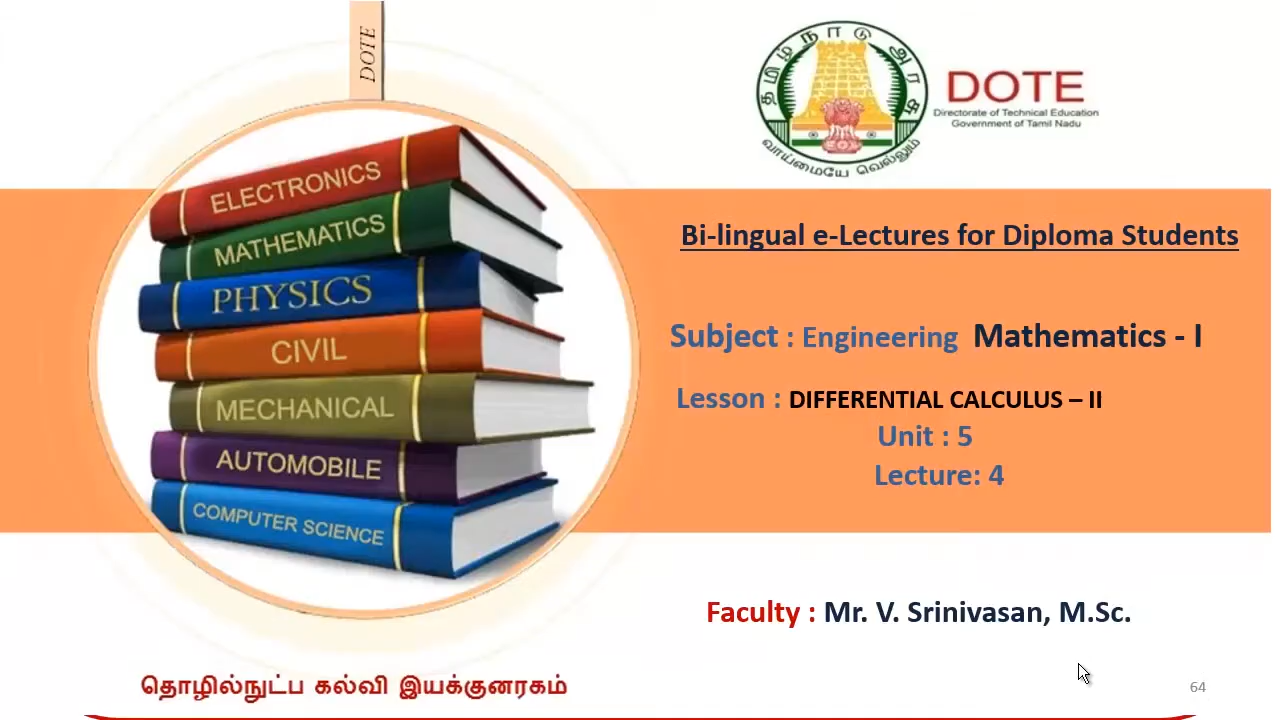 DOTE
தமிழ்நாடு அரசு
வாய்மையே வெல்லும்
DOTE
Directorate of Technical Education
Government of Tamil Nadu
ELECTRONICS
MATHEMATICS
PHYSICS
CIVIL
MECHANICAL
AUTOMOBILE
COMPUTER SCIENCE
Bi-lingual e-Lectures for Diploma Students
Subject : Engineering Mathematics - I
Lesson : DIFFERENTIAL CALCULUS – II
Unit : 5
Lecture: 4
Faculty : Mr. V. Srinivasan, M.Sc.
தொழில்நுட்ப கல்வி இயக்குனரகம்
64